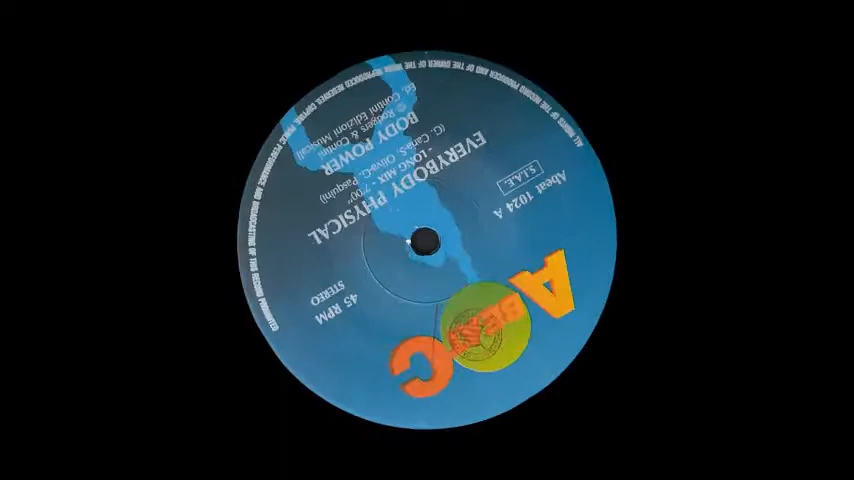 A BEAT C
Abeat 1024 A
S.I.A.E.
45 RPM
STEREO
EVERYBODY PHYSICAL
- LONG MIX - 7'00"
(G. Caria-S. Oliva-G. Pasquini)
BODY POWER
© Rodgers & Contini
Ed. Contini Edizioni Musicali
ALL RIGHTS OF THE RECORD PRODUCER AND OF THE OWNER OF THE WORK REPRODUCED RESERVED. COPYING, PUBLIC PERFORMANCE AND BROADCASTING OF THIS RECORD PROHIBITED